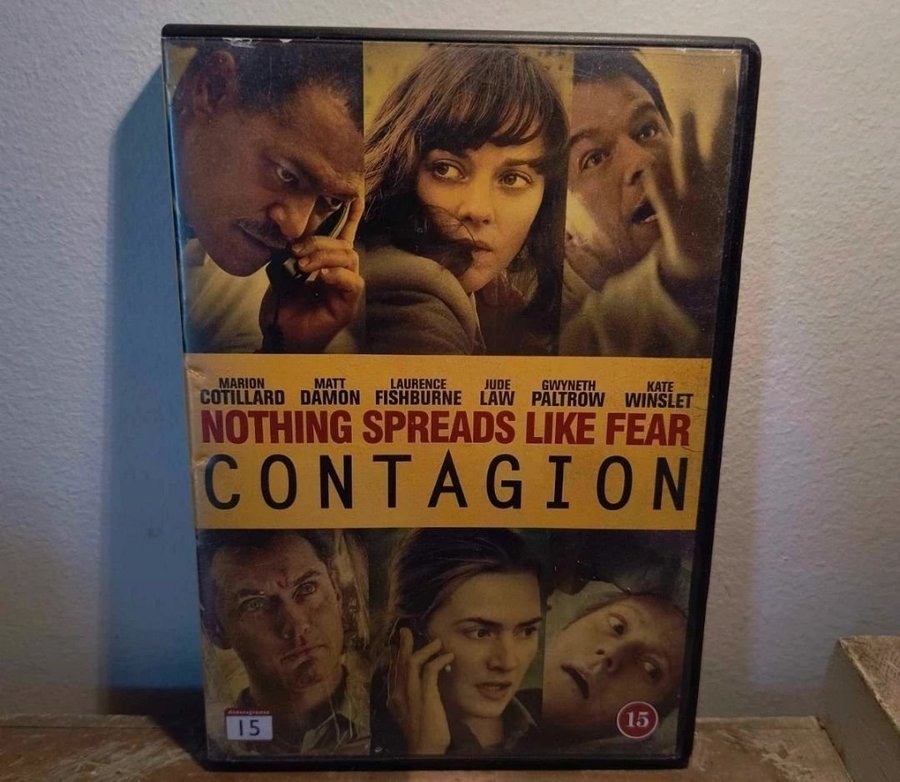 MARION MATT LAURENCE JUDE GWYNETH KATE
COTILLARD DAMON FISHBURNE LAW PALTROW WINSLET
NOTHING SPREADS LIKE FEAR
CONTAGION
åldersgräns
15
15